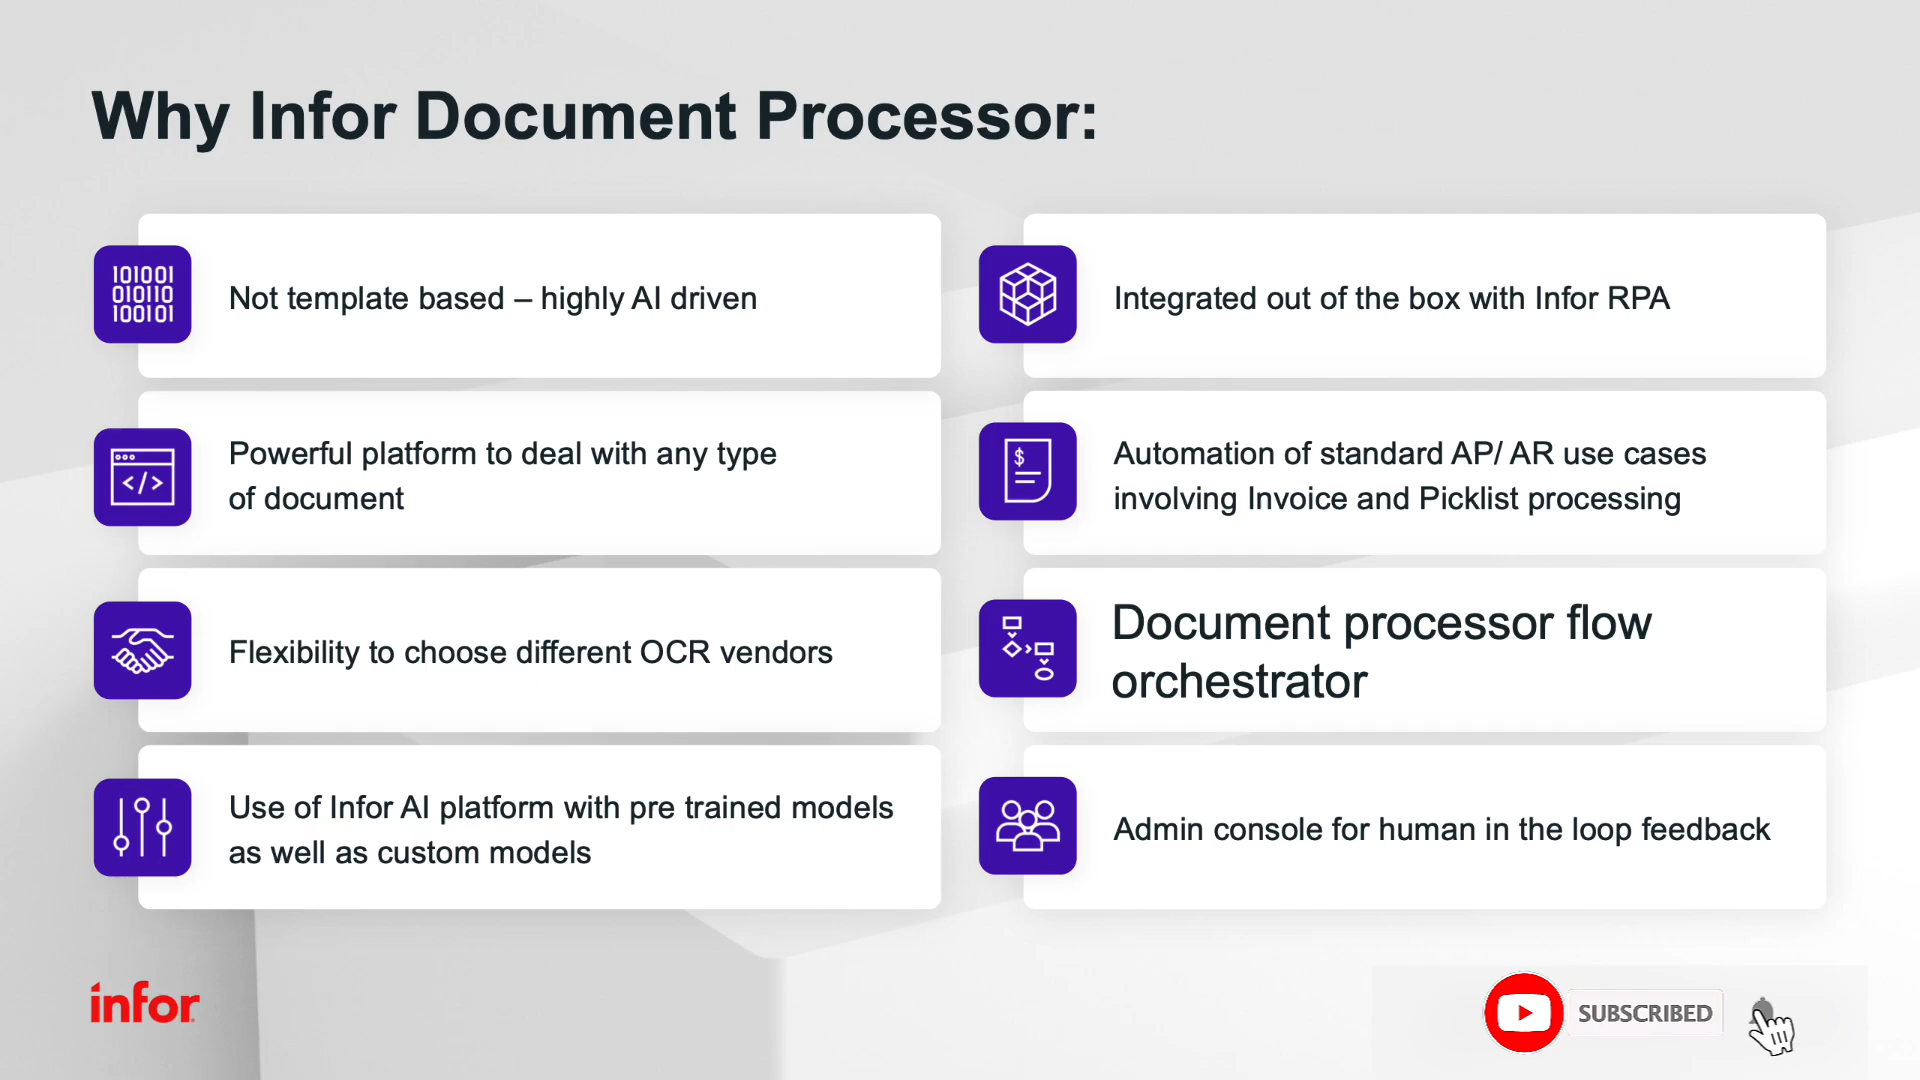 Why Infor Document Processor:
101001
010110
100101
Not template based – highly AI driven
</>
Powerful platform to deal with any type
of document
Flexibility to choose different OCR vendors
Use of Infor AI platform with pre trained models
as well as custom models
Integrated out of the box with Infor RPA
$
Automation of standard AP/ AR use cases
involving Invoice and Picklist processing
Document processor flow
orchestrator
Admin console for human in the loop feedback
infor
SUBSCRIBED